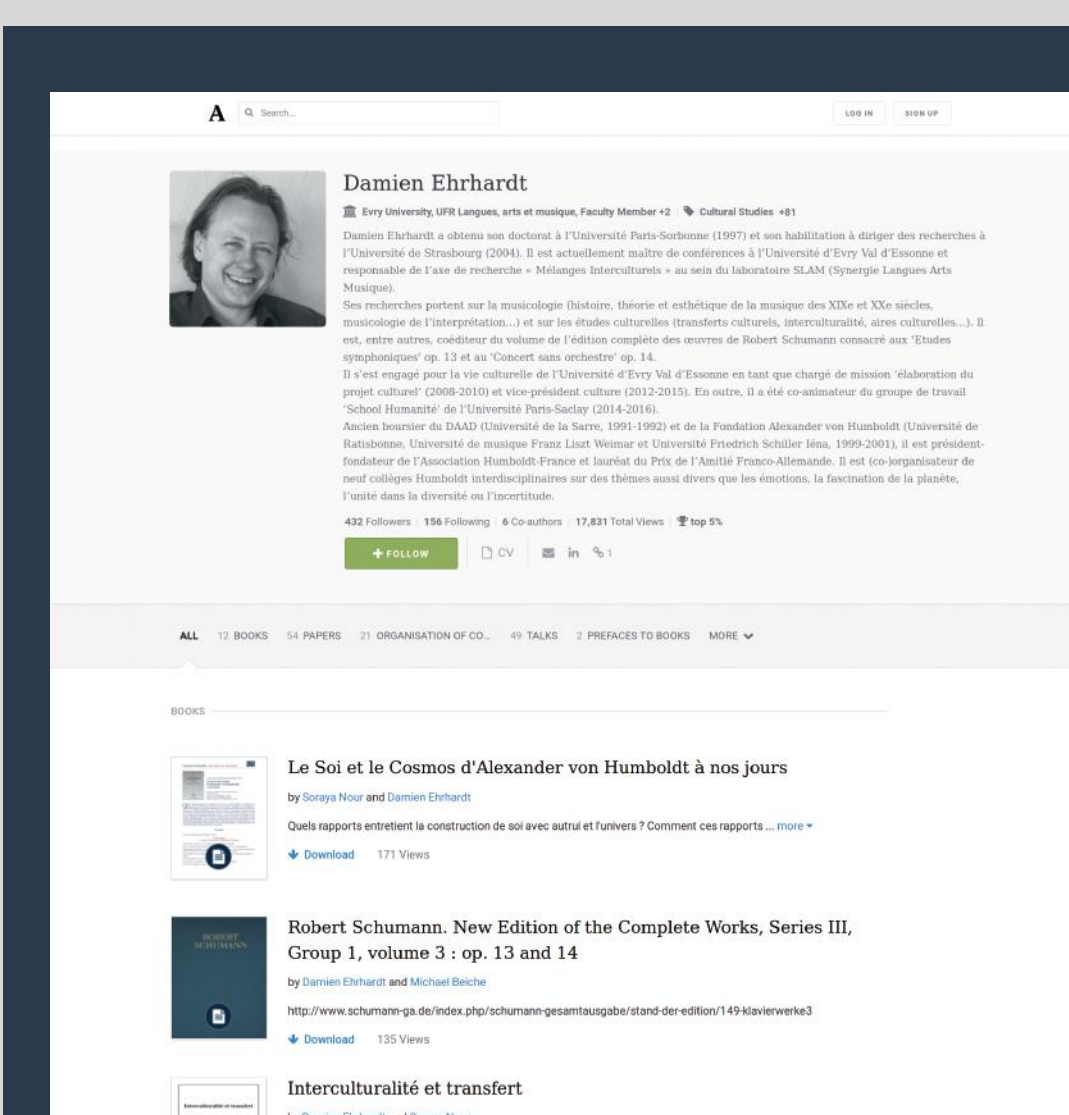 A
Search...
LOG IN
SIGN UP
Damien Ehrhardt
Evry University, UFR Langues, arts et musique, Faculty Member +2
Cultural Studies +81
Damien Ehrhardt a obtenu son doctorat à l'Université Paris-Sorbonne (1997) et son habilitation à diriger des recherches à
l'Université de Strasbourg (2004). Il est actuellement maître de conférences à l'Université d'Evry Val d'Essonne et
responsable de l'axe de recherche « Mélanges Interculturels » au sein du laboratoire SLAM (Synergie Langues Arts
Musique).
Ses recherches portent sur la musicologie (histoire, théorie et esthétique de la musique des XIXe et XXe siècles,
musicologie de l'interprétation...) et sur les études culturelles (transferts culturels, interculturalité, aires culturelles...). Il
est, entre autres, coéditeur du volume de l'édition complète des œuvres de Robert Schumann consacré aux 'Etudes
symphoniques' op. 13 et au 'Concert sans orchestre' op. 14.
Il s'est engagé pour la vie culturelle de l'Université d'Evry Val d'Essonne en tant que chargé de mission 'élaboration du
projet culturel' (2008-2010) et vice-président culture (2012-2015). En outre, il a été co-animateur du groupe de travail
'School Humanité' de l'Université Paris-Saclay (2014-2016).
Ancien boursier du DAAD (Université de la Sarre, 1991-1992) et de la Fondation Alexander von Humboldt (Université de
Ratisbonne, Université de musique Franz Liszt Weimar et Université Friedrich Schiller Iéna, 1999-2001), il est président-
fondateur de l'Association Humboldt-France et lauréat du Prix de l'Amitié Franco-Allemande. Il est (co-)organisateur de
neuf collèges Humboldt interdisciplinaires sur des thèmes aussi divers que les émotions, la fascination de la planète,
l'unité dans la diversité ou l'incertitude.
432 Followers | 156 Following | 6 Co-authors | 17,831 Total Views | top 5%
+ FOLLOW
CV
in
1
ALL 12 BOOKS 54 PAPERS 21 ORGANISATION OF CO... 49 TALKS 2 PREFACES TO BOOKS MORE
BOOKS
Le Soi et le Cosmos d'Alexander von Humboldt à nos jours
by Soraya Nour and Damien Ehrhardt
Quels rapports entretient la construction de soi avec autrui et l'univers ? Comment ces rapports ... more
Download 171 Views
ROBERT
SCHUMANN
Robert Schumann. New Edition of the Complete Works, Series III,
Group 1, volume 3 : op. 13 and 14
by Damien Ehrhardt and Michael Beiche
http://www.schumann-ga.de/index.php/schumann-gesamtausgabe/stand-der-edition/149-klavierwerke3
Download 135 Views
Interculturalité et transfert
Interculturalité et transfert